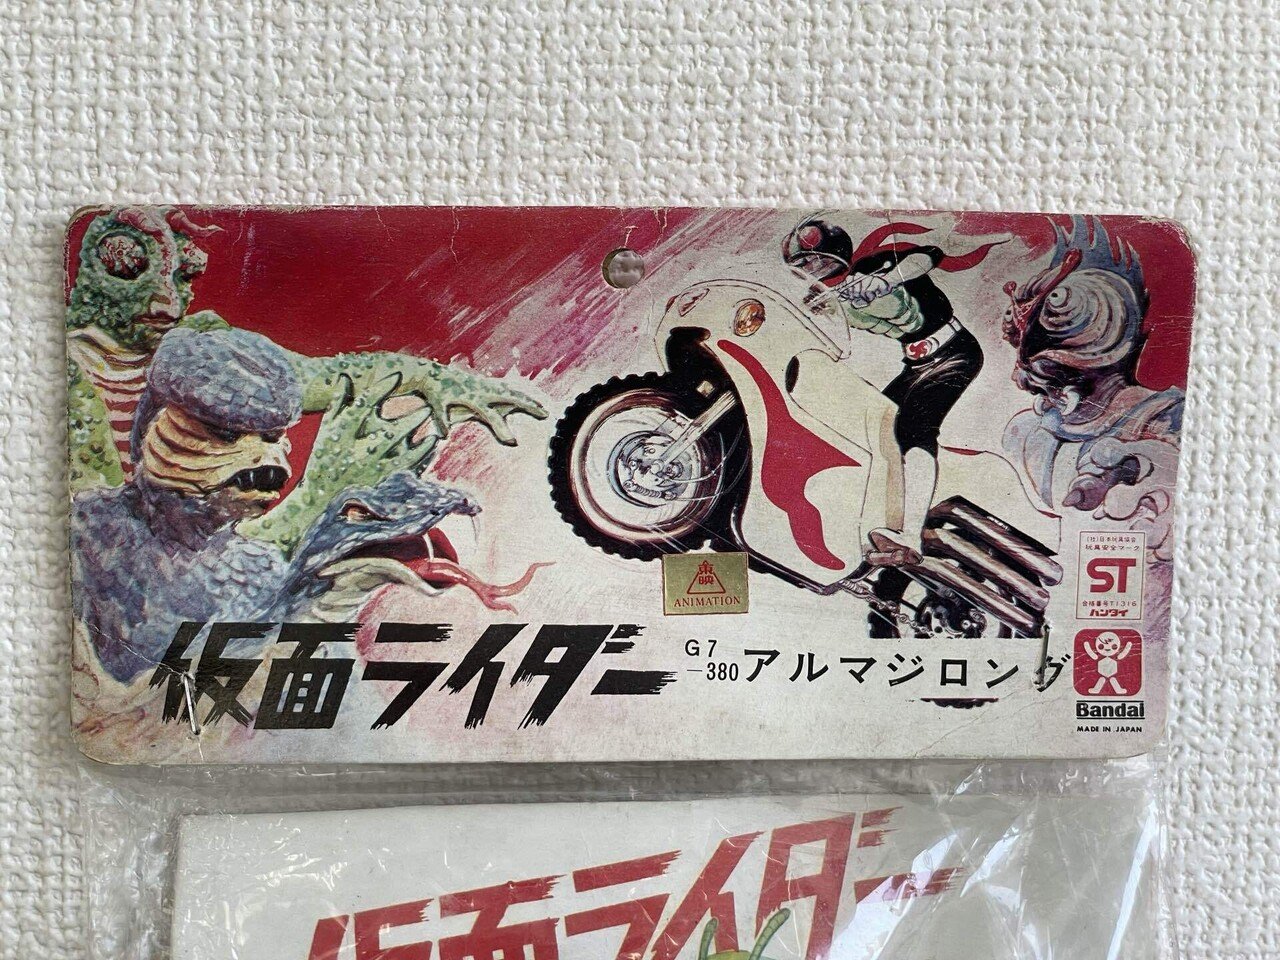 (社)日本玩具協会
玩具安全マーク
ST
合格番号T1316
バンダイ
東映
ANIMATION
仮面ライダー
G7
-380
アルマジロング
Bandai
MADE IN JAPAN
仮面ライダー